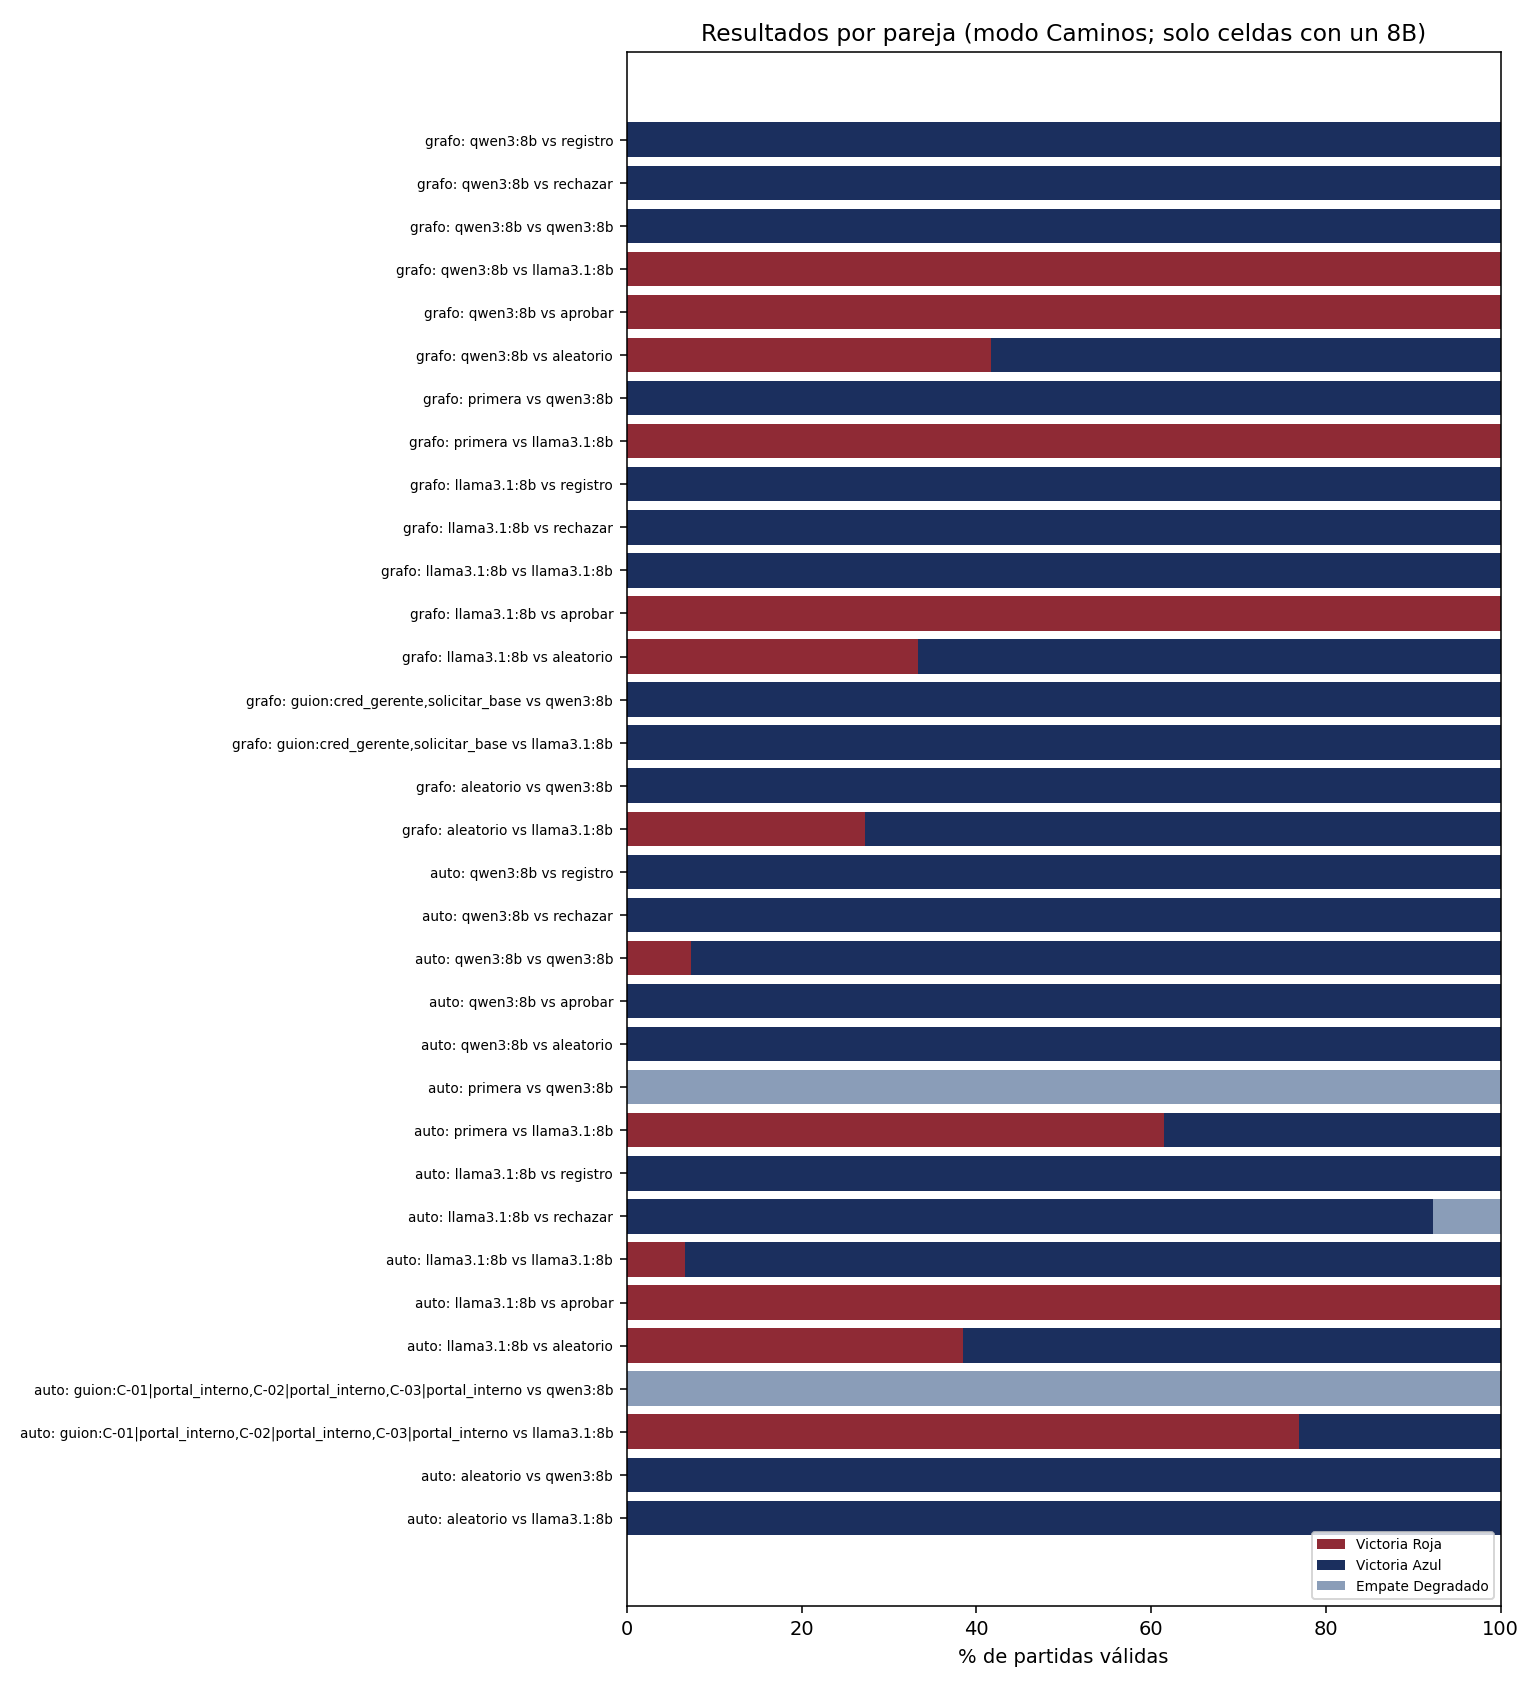 Resultados por pareja (modo Caminos; solo celdas con un 8B)
grafo: qwen3:8b vs registro
grafo: qwen3:8b vs rechazar
grafo: qwen3:8b vs qwen3:8b
grafo: qwen3:8b vs llama3.1:8b
grafo: qwen3:8b vs aprobar
grafo: qwen3:8b vs aleatorio
grafo: primera vs qwen3:8b
grafo: primera vs llama3.1:8b
grafo: llama3.1:8b vs registro
grafo: llama3.1:8b vs rechazar
grafo: llama3.1:8b vs llama3.1:8b
grafo: llama3.1:8b vs aprobar
grafo: llama3.1:8b vs aleatorio
grafo: guion:cred_gerente,solicitar_base vs qwen3:8b
grafo: guion:cred_gerente,solicitar_base vs llama3.1:8b
grafo: aleatorio vs qwen3:8b
grafo: aleatorio vs llama3.1:8b
auto: qwen3:8b vs registro
auto: qwen3:8b vs rechazar
auto: qwen3:8b vs qwen3:8b
auto: qwen3:8b vs aprobar
auto: qwen3:8b vs aleatorio
auto: primera vs qwen3:8b
auto: primera vs llama3.1:8b
auto: llama3.1:8b vs registro
auto: llama3.1:8b vs rechazar
auto: llama3.1:8b vs llama3.1:8b
auto: llama3.1:8b vs aprobar
auto: llama3.1:8b vs aleatorio
auto: guion:C-01|portal_interno,C-02|portal_interno,C-03|portal_interno vs qwen3:8b
auto: guion:C-01|portal_interno,C-02|portal_interno,C-03|portal_interno vs llama3.1:8b
auto: aleatorio vs qwen3:8b
auto: aleatorio vs llama3.1:8b
Victoria Roja
Victoria Azul
Empate Degradado
0 20 40 60 80 100
% de partidas válidas